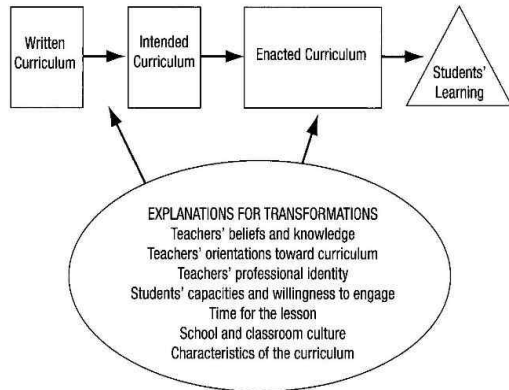 Written
Curriculum
Intended
Curriculum
Enacted Curriculum
Students'
Learning
EXPLANATIONS FOR TRANSFORMATIONS
Teachers' beliefs and knowledge
Teachers' orientations toward curriculum
Teachers' professional identity
Students' capacities and willingness to engage
Time for the lesson
School and classroom culture
Characteristics of the curriculum